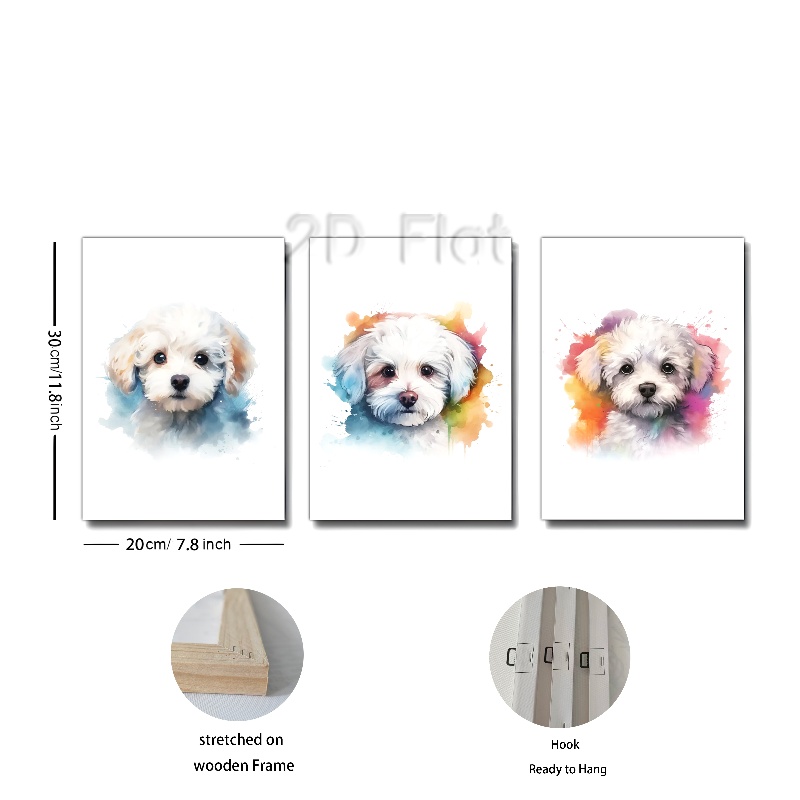 2D Flat
30cm/11.8inch
20cm/ 7.8 inch
stretched on
wooden Frame
Hook
Ready to Hang